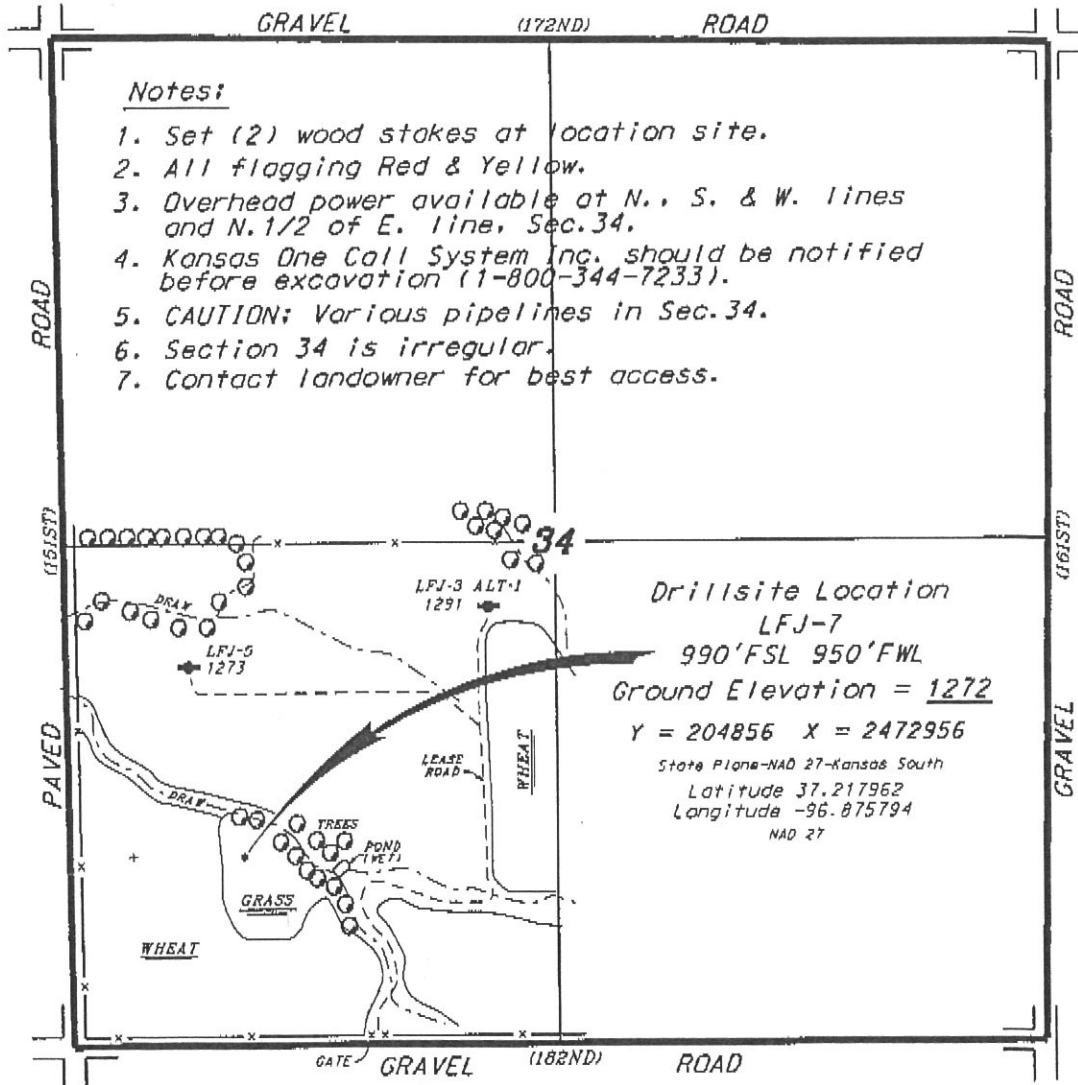 GRAVEL (172ND) ROAD
Notes:
1. Set (2) wood stakes at location site.
2. All flagging Red & Yellow.
3. Overhead power available at N., S. & W. lines
and N.1/2 of E. line, Sec.34.
4. Kansas One Call System Inc. should be notified
before excavation (1-800-344-7233).
5. CAUTION: Various pipelines in Sec.34.
6. Section 34 is irregular.
7. Contact landowner for best access.
ROAD
(151ST)
PAVED
ROAD
(161ST)
GRAVEL
34
DRAW
LFJ-5
1273
LFJ-3 ALT-1
1291
Drillsite Location
LFJ-7
990'FSL 950'FWL
Ground Elevation = 1272
Y = 204856 X = 2472956
State Plane-NAD 27-Kansas South
Latitude 37.217962
Longitude -96.875794
NAD 27
LEASE
ROAD
WHEAT
DRAW
TREES
POND
(WET)
GRASS
WHEAT
GATE
GRAVEL (182ND) ROAD